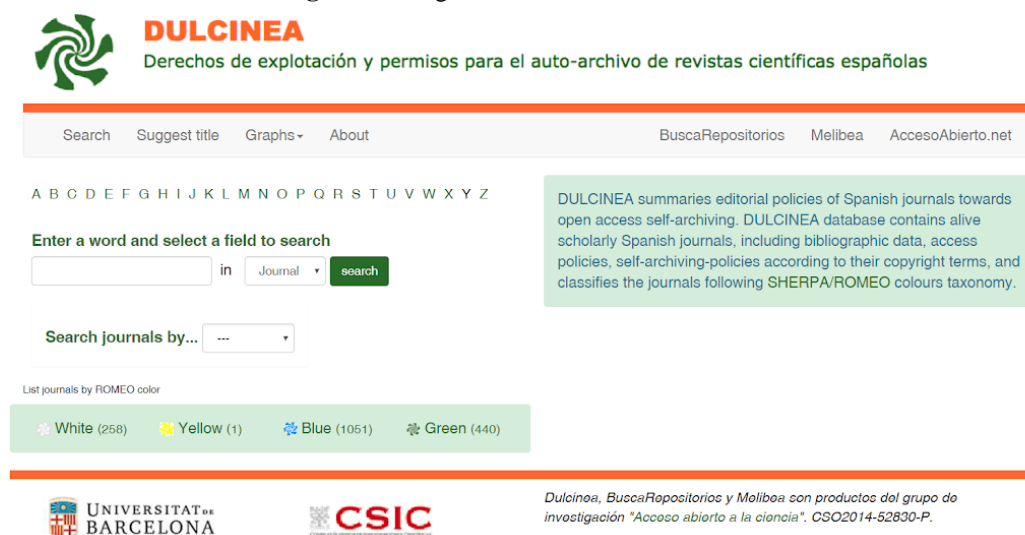 DULCINEA
Derechos de explotación y permisos para el auto-archivo de revistas científicas españolas
Search Suggest title Graphs About BuscaRepositorios Melibea AccesoAbierto.net
A B C D E F G H I J K L M N O P Q R S T U V W X Y Z
Enter a word and select a field to search
in Journal search
Search journals by... ---
List journals by ROMEO color
White (258) Yellow (1) Blue (1051) Green (440)
DULCINEA summaries editorial policies of Spanish journals towards
open access self-archiving. DULCINEA database contains alive
scholarly Spanish journals, including bibliographic data, access
policies, self-archiving-policies according to their copyright terms, and
classifies the journals following SHERPA/ROMEO colours taxonomy.
UNIVERSITAT DE
BARCELONA
CSIC
Dulcinea, BuscaRepositorios y Melibea son productos del grupo de
investigación "Acceso abierto a la ciencia". CSO2014-52830-P.